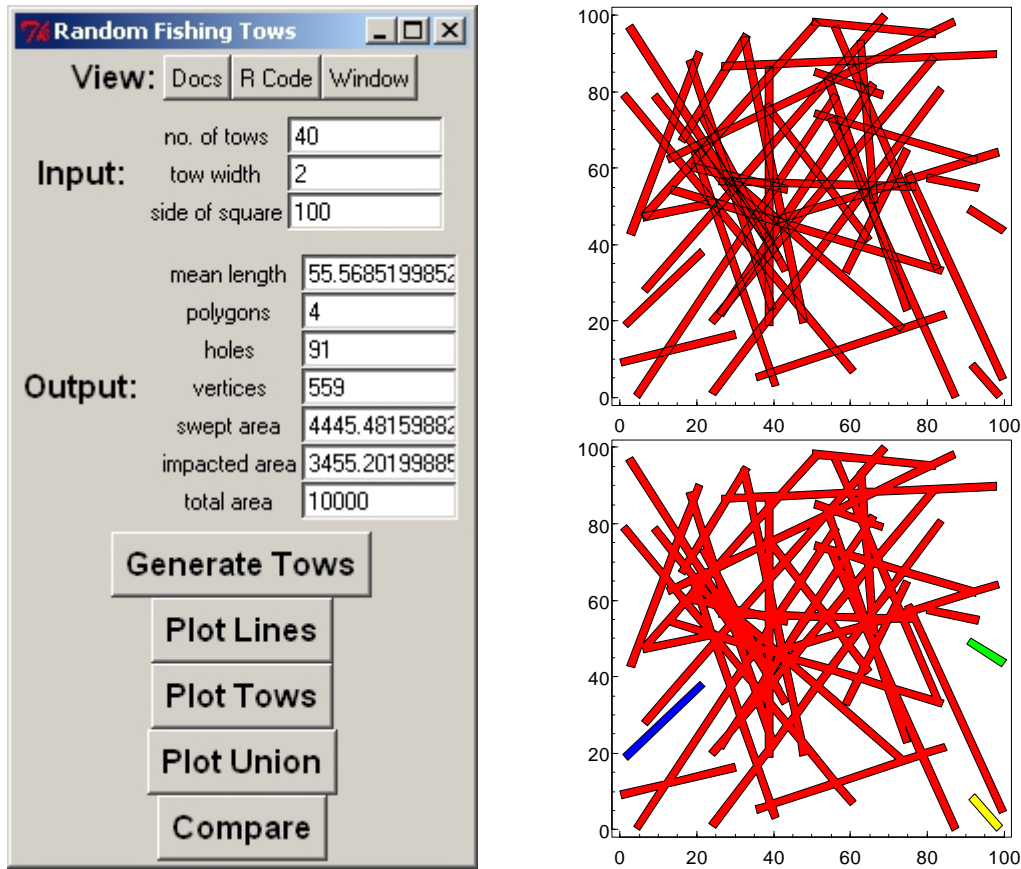 Random Fishing Tows
View: Docs R Code Window
Input:
no. of tows 40
tow width 2
side of square 100
Output:
mean length 55.5685199852
polygons 4
holes 91
vertices 559
swept area 4445.48159882
impacted area 3455.20199885
total area 10000
Generate Tows
Plot Lines
Plot Tows
Plot Union
Compare
100
80
60
40
20
0
0 20 40 60 80 100
100
80
60
40
20
0
0 20 40 60 80 100